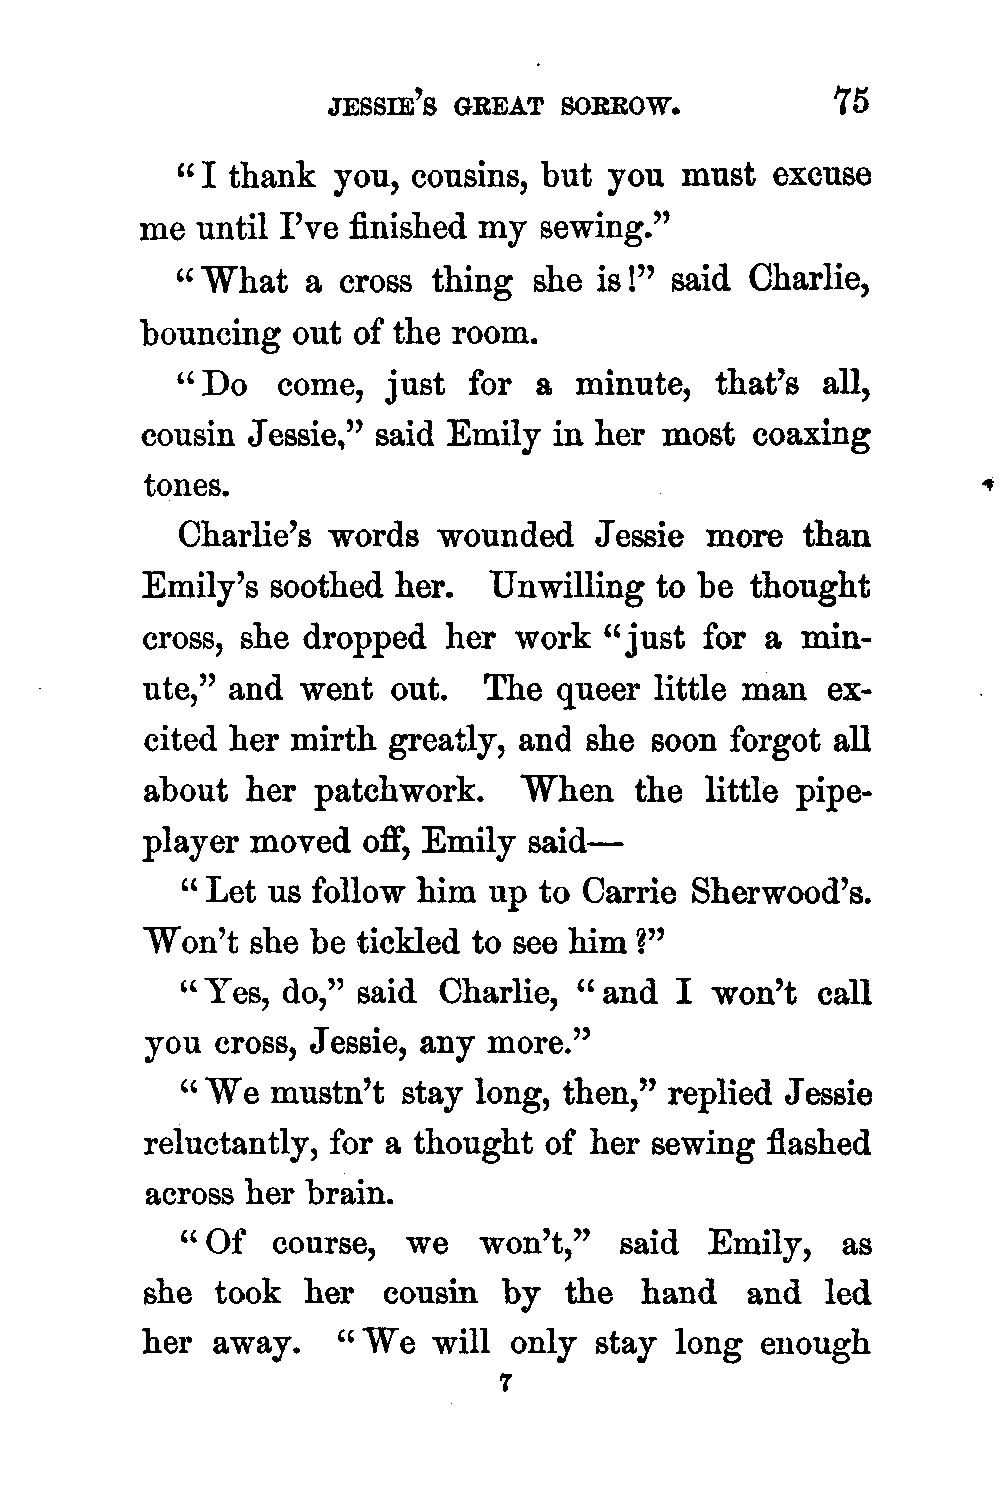 JESSIE'S GREAT SORROW. 75
"I thank you, cousins, but you must excuse
me until I've finished my sewing."
"What a cross thing she is!" said Charlie,
bouncing out of the room.
"Do come, just for a minute, that's all,
cousin Jessie," said Emily in her most coaxing
tones.
Charlie's words wounded Jessie more than
Emily's soothed her. Unwilling to be thought
cross, she dropped her work "just for a min-
ute," and went out. The queer little man ex-
cited her mirth greatly, and she soon forgot all
about her patchwork. When the little pipe-
player moved off, Emily said—
"Let us follow him up to Carrie Sherwood's.
Won't she be tickled to see him?"
"Yes, do," said Charlie, "and I won't call
you cross, Jessie, any more."
"We mustn't stay long, then," replied Jessie
reluctantly, for a thought of her sewing flashed
across her brain.
"Of course, we won't," said Emily, as
she took her cousin by the hand and led
her away. "We will only stay long enough
7